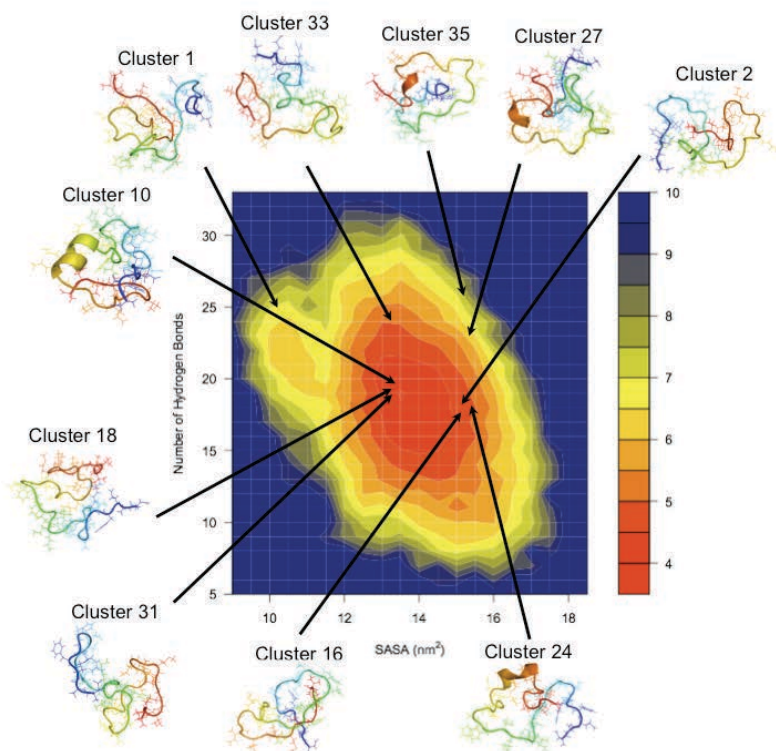 Cluster 33
Cluster 35
Cluster 27
Cluster 1
Cluster 2
Cluster 10
Cluster 18
Cluster 31
Cluster 16
Cluster 24
Number of Hydrogen Bonds
30
25
20
15
10
5
10
12
14
16
18
SASA (nm²)
10
9
8
7
6
5
4